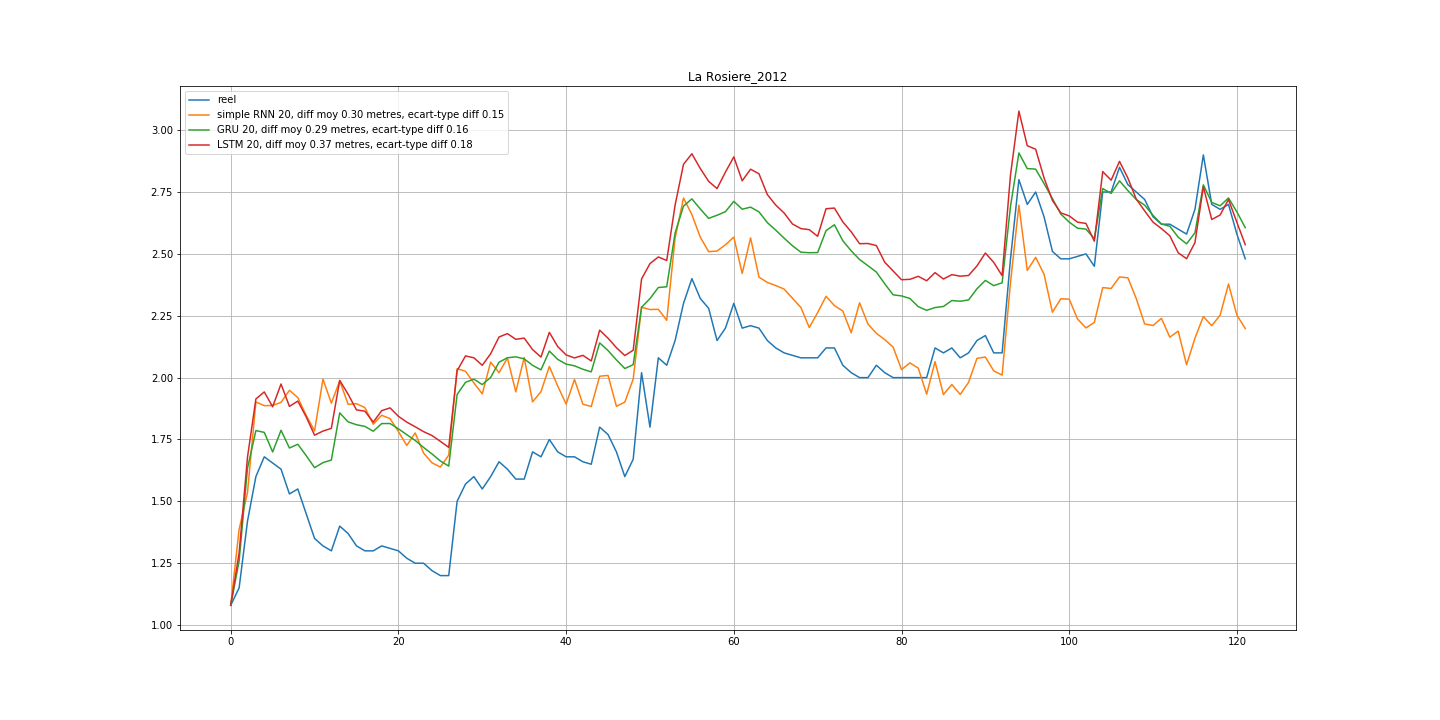 La Rosiere_2012
reel
simple RNN 20, diff moy 0.30 metres, ecart-type diff 0.15
GRU 20, diff moy 0.29 metres, ecart-type diff 0.16
LSTM 20, diff moy 0.37 metres, ecart-type diff 0.18
3.00
2.75
2.50
2.25
2.00
1.75
1.50
1.25
1.00
0 20 40 60 80 100 120